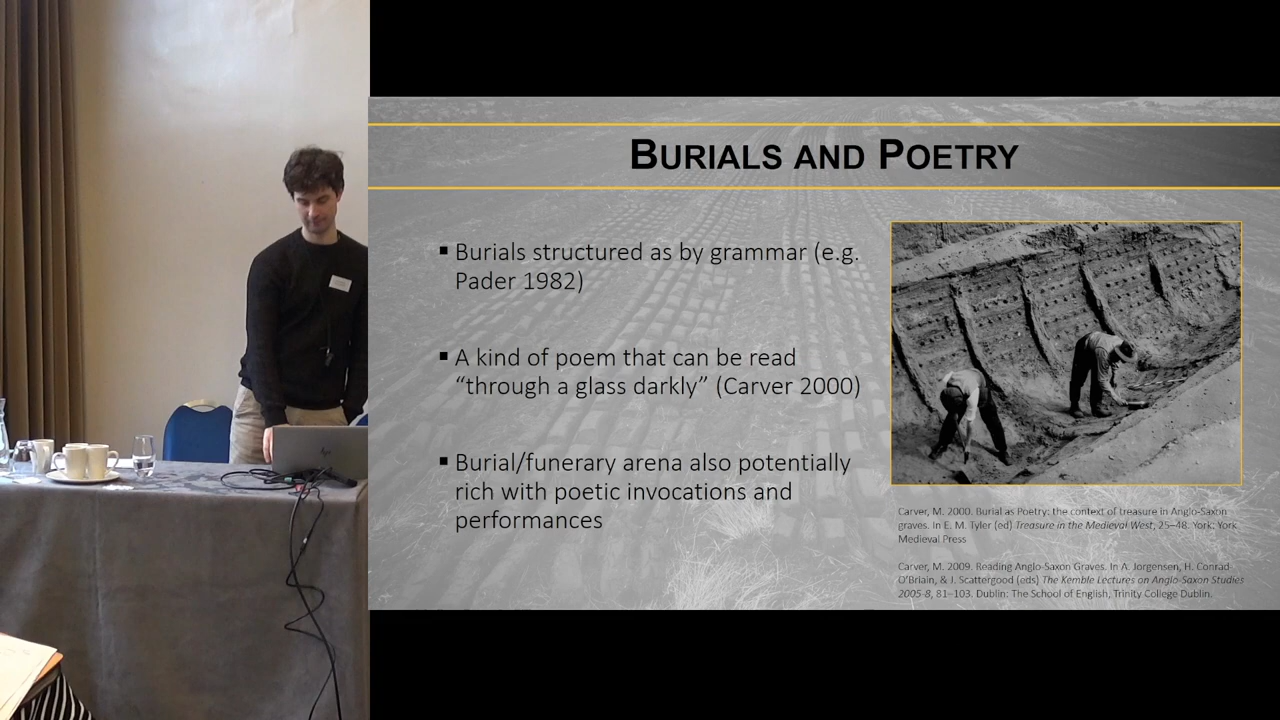 BURIALS AND POETRY
▪ Burials structured as by grammar (e.g.
Pader 1982)
▪ A kind of poem that can be read
“through a glass darkly” (Carver 2000)
▪ Burial/funerary arena also potentially
rich with poetic invocations and
performances
Carver, M. 2000. Burial as Poetry: the context of treasure in Anglo-Saxon
graves. In E. M. Tyler (ed) Treasure in the Medieval West, 25–48. York: York
Medieval Press
Carver, M. 2009. Reading Anglo-Saxon Graves. In A. Jorgensen, H. Conrad-
O'Briain, & J. Scattergood (eds) The Kemble Lectures on Anglo-Saxon Studies
2005-8, 81–103. Dublin: The School of English, Trinity College Dublin.